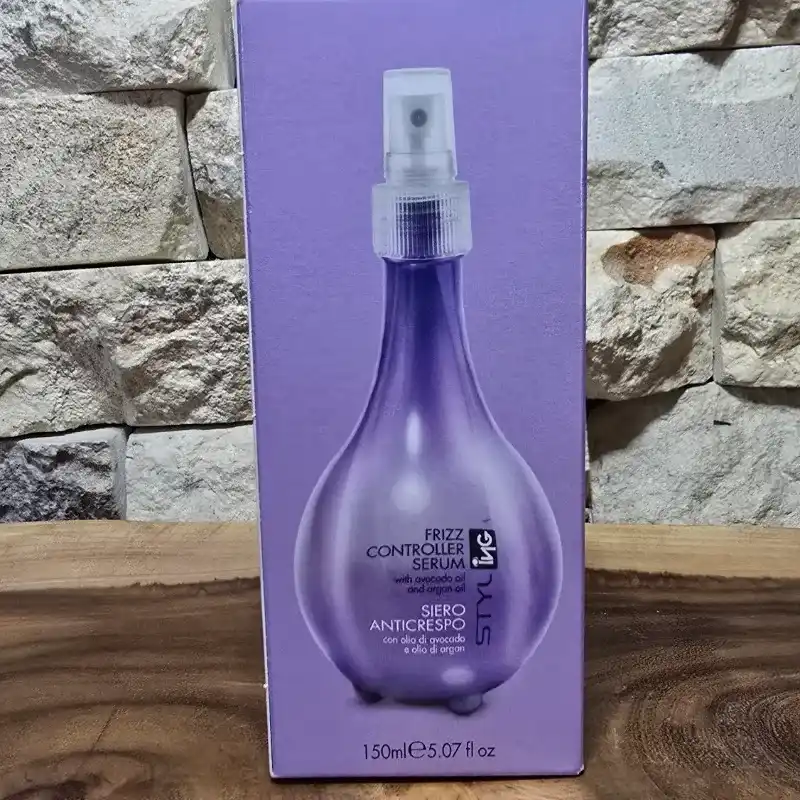 FRIZZ
CONTROLLER
SERUM
with avocado oil
and argan oil
SIERO
ANTICRESPO
con olio di avocado
e olio di argan
STYLING
150ml℮5.07 fl oz